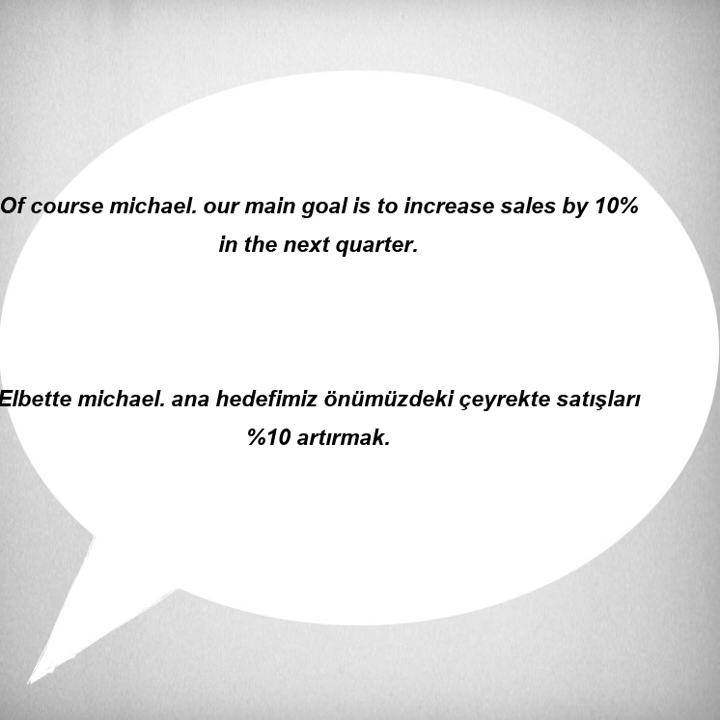 Of course michael. our main goal is to increase sales by 10%
in the next quarter.
Elbette michael. ana hedefimiz önümüzdeki çeyrekte satışları
%10 artırmak.